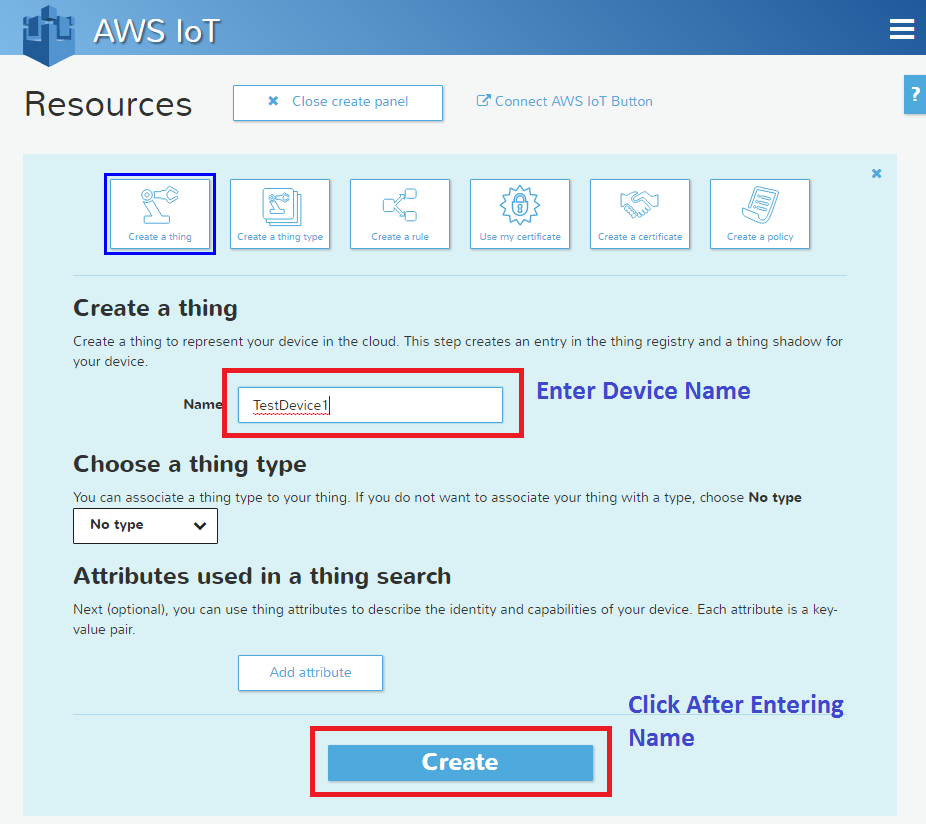 AWS IoT
Resources
✖ Close create panel
Connect AWS IoT Button
?
Create a thing
Create a thing type
Create a rule
Use my certificate
Create a certificate
Create a policy
Create a thing
Create a thing to represent your device in the cloud. This step creates an entry in the thing registry and a thing shadow for
your device.
Name
TestDevice1
Enter Device Name
Choose a thing type
You can associate a thing type to your thing. If you do not want to associate your thing with a type, choose No type
No type
Attributes used in a thing search
Next (optional), you can use thing attributes to describe the identity and capabilities of your device. Each attribute is a key-
value pair.
Add attribute
Click After Entering
Name
Create